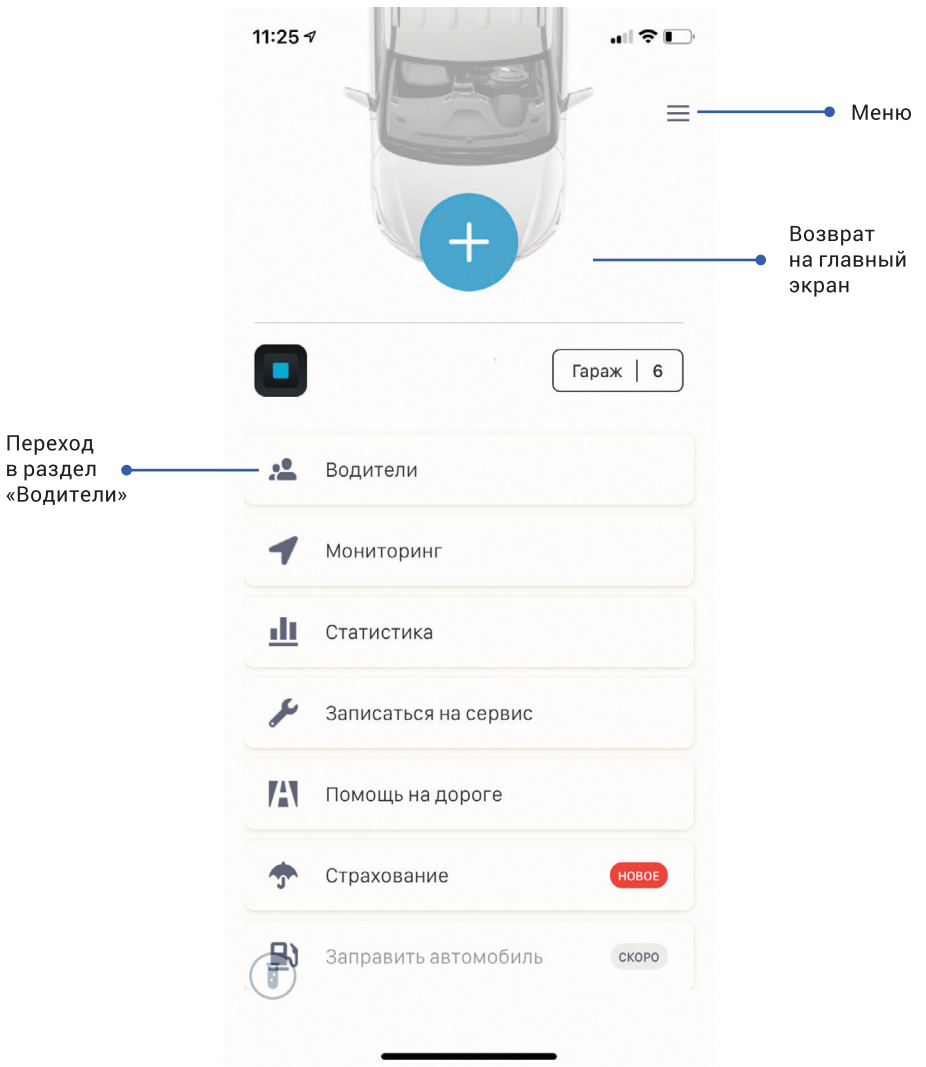 11:25
Меню
Возврат
на главный
экран
Гараж | 6
Переход
в раздел
«Водители»
Водители
Мониторинг
Статистика
Записаться на сервис
Помощь на дороге
Страхование
НОВОЕ
Заправить автомобиль
СКОРО